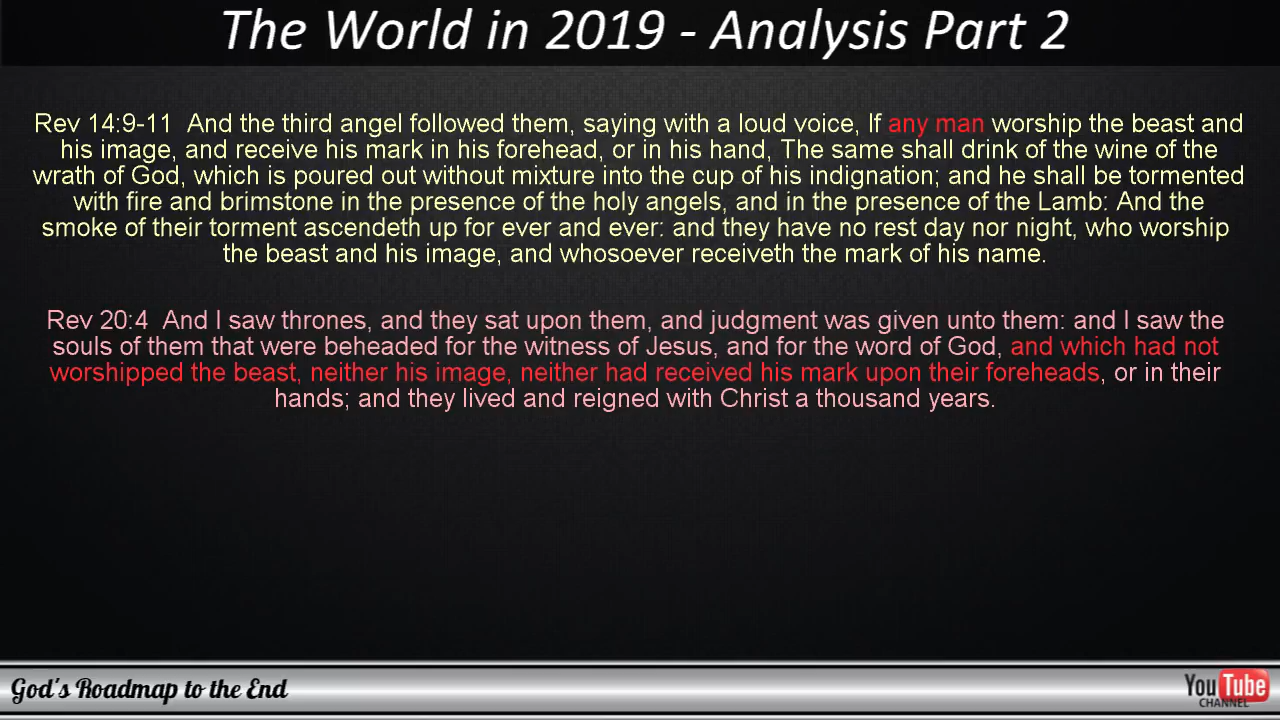 The World in 2019 - Analysis Part 2
Rev 14:9-11  And the third angel followed them, saying with a loud voice, If any man worship the beast and
his image, and receive his mark in his forehead, or in his hand, The same shall drink of the wine of the
wrath of God, which is poured out without mixture into the cup of his indignation; and he shall be tormented
with fire and brimstone in the presence of the holy angels, and in the presence of the Lamb: And the
smoke of their torment ascendeth up for ever and ever: and they have no rest day nor night, who worship
the beast and his image, and whosoever receiveth the mark of his name.
Rev 20:4  And I saw thrones, and they sat upon them, and judgment was given unto them: and I saw the
souls of them that were beheaded for the witness of Jesus, and for the word of God, and which had not
worshipped the beast, neither his image, neither had received his mark upon their foreheads, or in their
hands; and they lived and reigned with Christ a thousand years.
God's Roadmap to the End
YouTube
CHANNEL